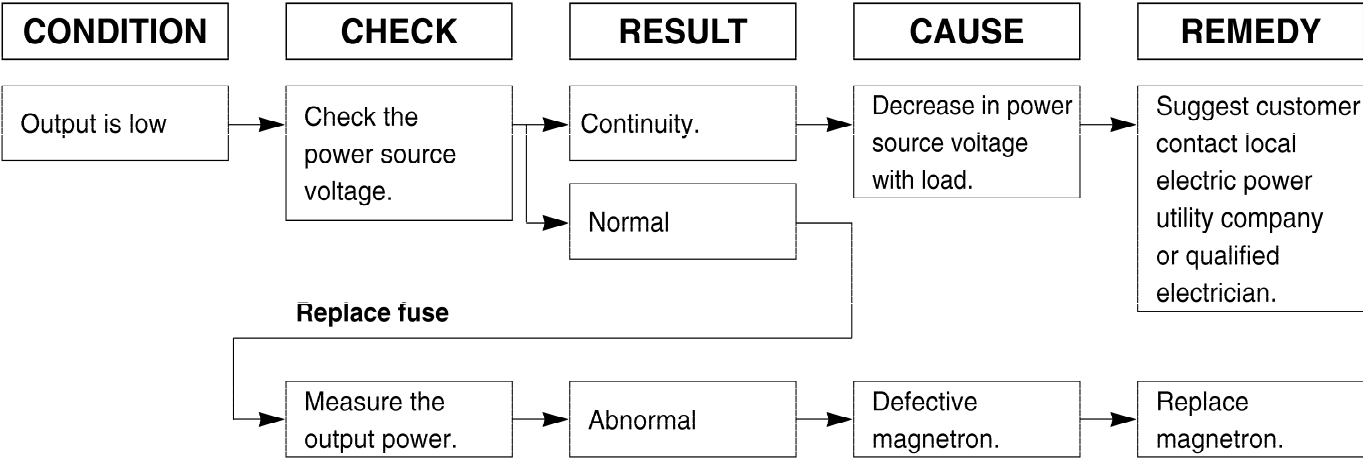 CONDITION
CHECK
RESULT
CAUSE
REMEDY
Output is low
Check the
power source
voltage.
Continuity.
Decrease in power
source voltage
with load.
Suggest customer
contact local
electric power
utility company
or qualified
electrician.
Normal
Replace fuse
Measure the
output power.
Abnormal
Defective
magnetron.
Replace
magnetron.